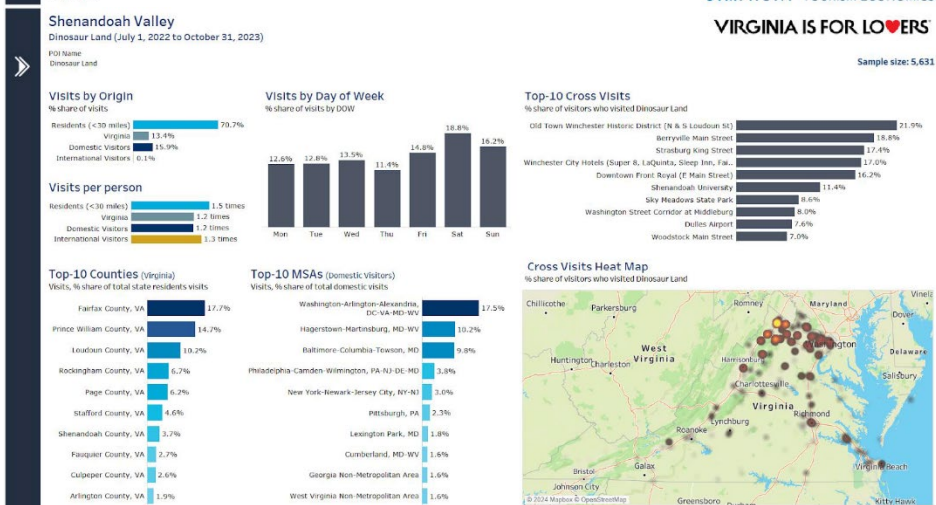 Shenandoah Valley
Dinosaur Land (July 1, 2022 to October 31, 2023)
POI Name
Dinosaur Land
VIRGINIA IS FOR LOVERS
Sample size: 5,631
Visits by Origin
% share of visits
Residents (<30 miles) 70.7%
Virginia 13.4%
Domestic Visitors 15.9%
International Visitors 0.1%
Visits per person
Residents (<30 miles) 1.5 times
Virginia 1.2 times
Domestic Visitors 1.2 times
International Visitors 1.3 times
Visits by Day of Week
% share of visits by DOW
12.6% 12.8% 13.5% 11.4% 14.8% 18.8% 16.2%
Mon Tue Wed Thu Fri Sat Sun
Top-10 Cross Visits
% share of visitors who visited Dinosaur Land
Old Town Winchester Historic District (N & S Loudoun St) 21.9%
Berryville Main Street 18.8%
Strasburg King Street 17.4%
Winchester City Hotels (Super 8, LaQuinta, Sleep Inn, Fai.. 17.0%
Downtown Front Royal (E Main Street) 16.2%
Shenandoah University 11.4%
Sky Meadows State Park 8.6%
Washington Street Corridor at Middleburg 8.0%
Dulles Airport 7.6%
Woodstock Main Street 7.0%
Top-10 Counties (Virginia)
Visits, % share of total state residents visits
Fairfax County, VA 17.7%
Prince William County, VA 14.7%
Loudoun County, VA 10.2%
Rockingham County, VA 6.7%
Page County, VA 6.2%
Stafford County, VA 4.6%
Shenandoah County, VA 3.7%
Fauquier County, VA 2.7%
Culpeper County, VA 2.6%
Arlington County, VA 1.9%
Top-10 MSAs (Domestic Visitors)
Visits, % share of total domestic visits
Washington-Arlington-Alexandria,
DC-VA-MD-WV 17.5%
Hagerstown-Martinsburg, MD-WV 10.2%
Baltimore-Columbia-Towson, MD 9.8%
Philadelphia-Camden-Wilmington, PA-NJ-DE-MD 3.8%
New York-Newark-Jersey City, NY-NJ 3.0%
Pittsburgh, PA 2.3%
Lexington Park, MD 1.8%
Cumberland, MD-WV 1.6%
Georgia Non-Metropolitan Area 1.6%
West Virginia Non-Metropolitan Area 1.6%
Cross Visits Heat Map
% share of visitors who visited Dinosaur Land
Chillicothe
Parkersburg
Romney
Maryland
Dover
West
Virginia
Huntington
Charleston
Harrisonburg
Delaware
Salisbury
Charlottesville
Virginia
Richmond
Lynchburg
Roanoke
Bristol
Galax
Virginia Beach
Johnson City
Greensboro
Kitty Hawk
© 2024 Mapbox © OpenStreetMap